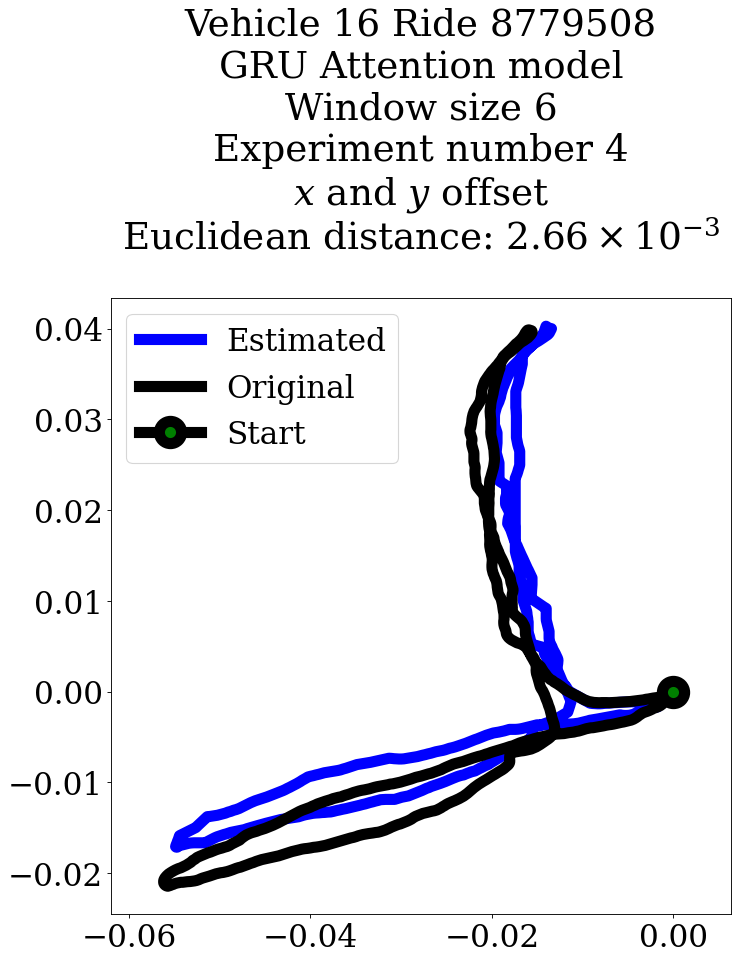 Vehicle 16 Ride 8779508
GRU Attention model
Window size 6
Experiment number 4
x and y offset
Euclidean distance: 2.66 × 10⁻³
Estimated
Original
Start
0.04
0.03
0.02
0.01
0.00
−0.01
−0.02
−0.06 −0.04 −0.02 0.00